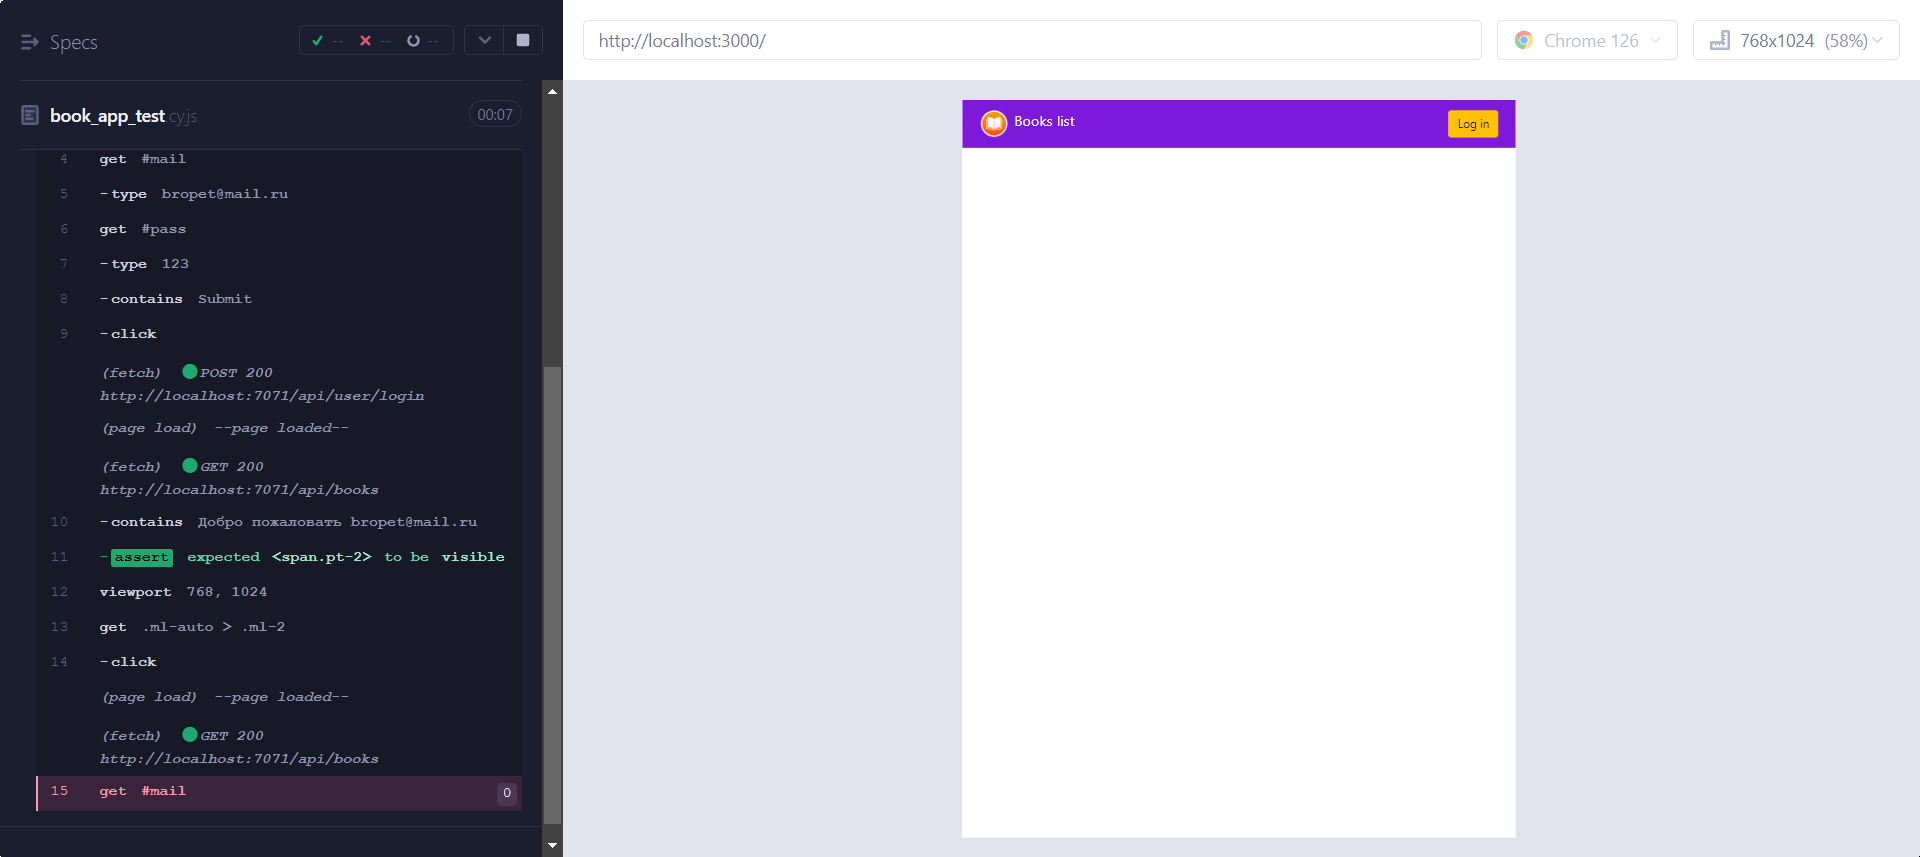 Specs
-- -- --
book_app_test cy.js
00:07
4 get #mail
5 -type bropet@mail.ru
6 get #pass
7 -type 123
8 -contains Submit
9 -click
(fetch) POST 200
http://localhost:7071/api/user/login
(page load) --page loaded--
(fetch) GET 200
http://localhost:7071/api/books
10 -contains Добро пожаловать bropet@mail.ru
11 -assert expected <span.pt-2> to be visible
12 viewport 768, 1024
13 get .ml-auto > .ml-2
14 -click
(page load) --page loaded--
(fetch) GET 200
http://localhost:7071/api/books
15 get #mail 0
http://localhost:3000/
Chrome 126
768x1024 (58%)
Books list
Log in